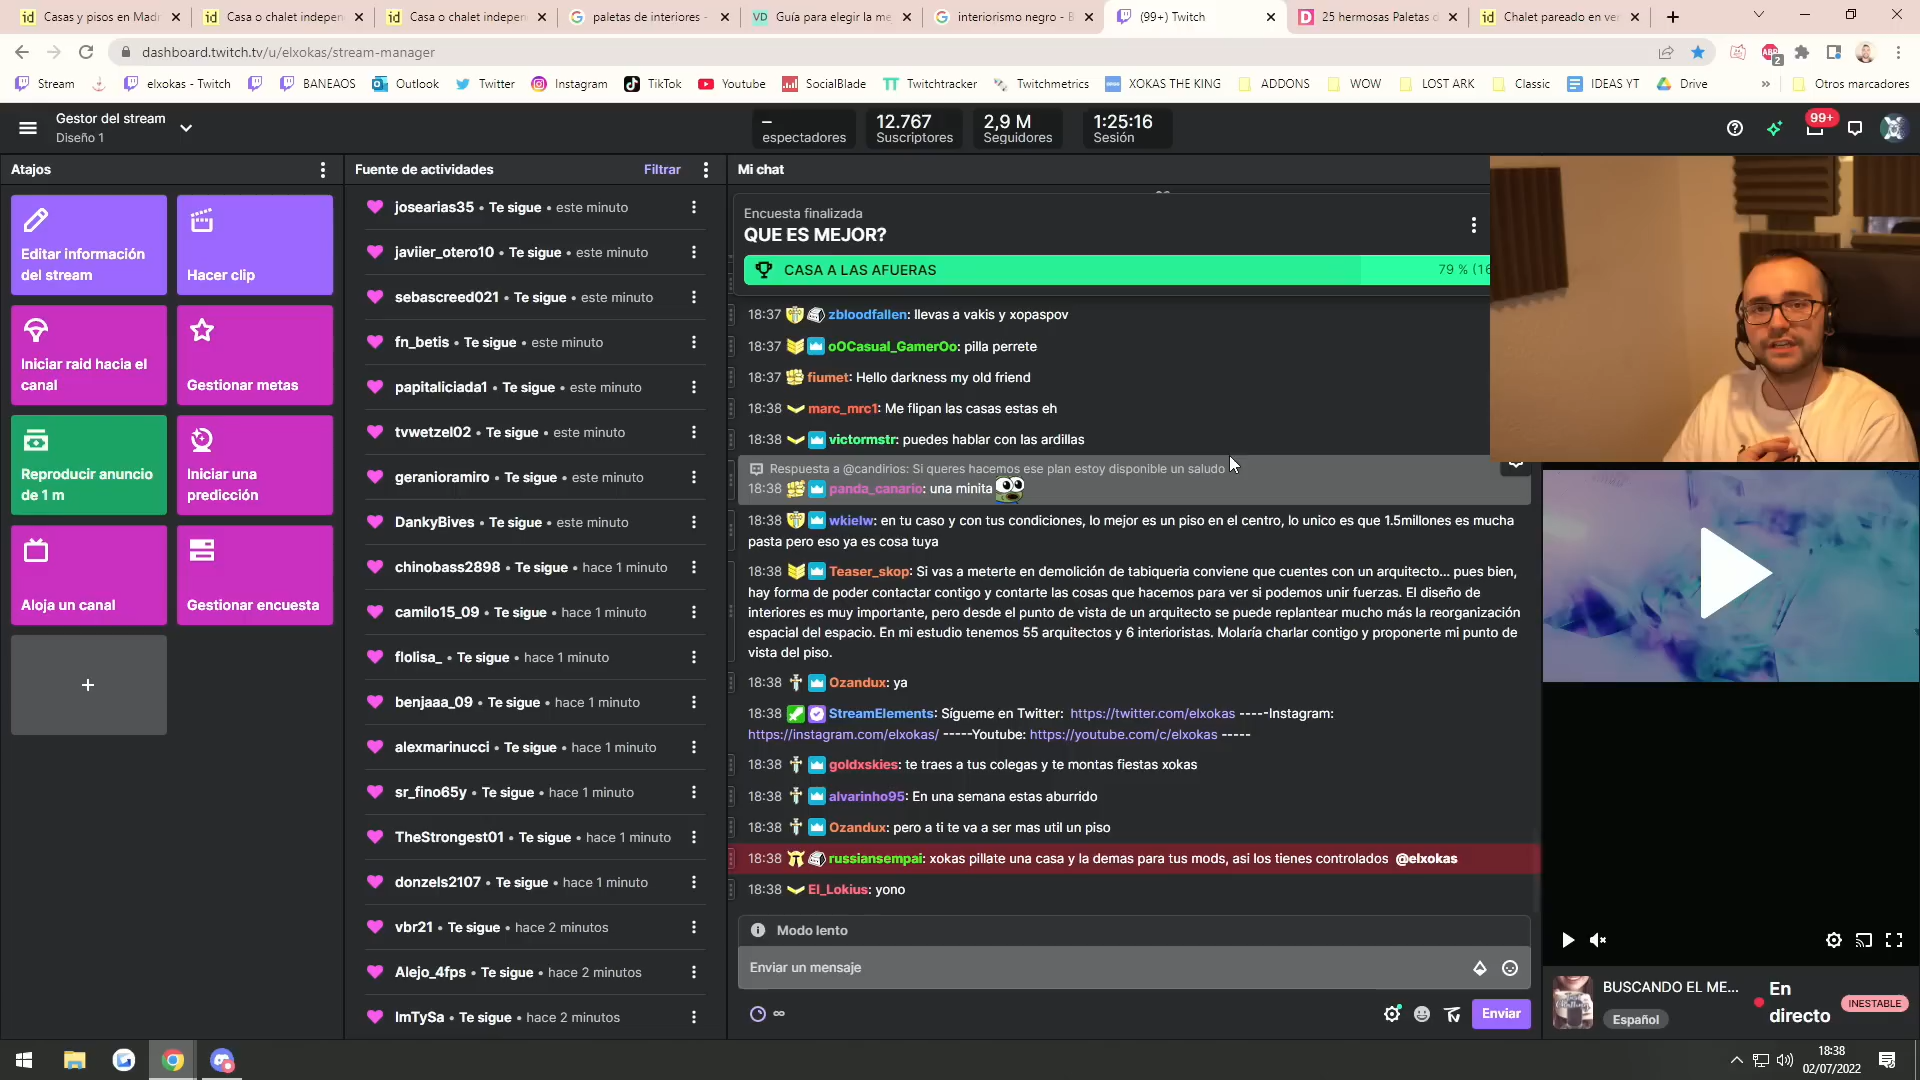 Casas y pisos en Mad
Casa o chalet indepen
Casa o chalet indepen
paletas de interiores -
Guía para elegir la me
interiorismo negro - B
(99+) Twitch
25 hermosas Paletas d
Chalet pareado en ve
dashboard.twitch.tv/u/elxokas/stream-manager
ABP
2
Stream
elxokas - Twitch
BANEAOS
Outlook
Twitter
Instagram
TikTok
Youtube
SocialBlade
Twitchtracker
Twitchmetrics
XOKAS THE KING
ADDONS
WOW
LOST ARK
Classic
IDEAS YT
Drive
»
Otros marcadores
Gestor del stream
Diseño 1
–
espectadores
12.767
Suscriptores
2,9 M
Seguidores
1:25:16
Sesión
99+
Atajos
Editar información
del stream
Hacer clip
Iniciar raid hacia el
canal
Gestionar metas
Reproducir anuncio
de 1 m
Iniciar una
predicción
Aloja un canal
Gestionar encuesta
+
Fuente de actividades
Filtrar
josearias35 • Te sigue • este minuto
javiier_otero10 • Te sigue • este minuto
sebascreed021 • Te sigue • este minuto
fn_betis • Te sigue • este minuto
papitaliciada1 • Te sigue • este minuto
tvwetzel02 • Te sigue • este minuto
geranioramiro • Te sigue • este minuto
DankyBives • Te sigue • este minuto
chinobass2898 • Te sigue • hace 1 minuto
camilo15_09 • Te sigue • hace 1 minuto
flolisa_ • Te sigue • hace 1 minuto
benjaaa_09 • Te sigue • hace 1 minuto
alexmarinucci • Te sigue • hace 1 minuto
sr_fino65y • Te sigue • hace 1 minuto
TheStrongest01 • Te sigue • hace 1 minuto
donzels2107 • Te sigue • hace 1 minuto
vbr21 • Te sigue • hace 2 minutos
Alejo_4fps • Te sigue • hace 2 minutos
ImTySa • Te sigue • hace 2 minutos
Mi chat
Encuesta finalizada
QUE ES MEJOR?
CASA A LAS AFUERAS
79 % (16
18:37 zbloodfallen: llevas a vakis y xopaspov
18:37 oOCasual_GamerOo: pilla perrete
18:37 fiumet: Hello darkness my old friend
18:38 marc_mrc1: Me flipan las casas estas eh
18:38 victormstr: puedes hablar con las ardillas
Respuesta a @candirios: Si queres hacemos ese plan estoy disponible un saludo
18:38 panda_canario: una minita
18:38 wkielw: en tu caso y con tus condiciones, lo mejor es un piso en el centro, lo unico es que 1.5millones es mucha
pasta pero eso ya es cosa tuya
18:38 Teaser_skop: Si vas a meterte en demolición de tabiqueria conviene que cuentes con un arquitecto... pues bien,
hay forma de poder contactar contigo y contarte las cosas que hacemos para ver si podemos unir fuerzas. El diseño de
interiores es muy importante, pero desde el punto de vista de un arquitecto se puede replantear mucho más la reorganización
espacial del espacio. En mi estudio tenemos 55 arquitectos y 6 interioristas. Molaría charlar contigo y proponerte mi punto de
vista del piso.
18:38 Ozandux: ya
18:38 StreamElements: Sígueme en Twitter: https://twitter.com/elxokas -----Instagram:
https://instagram.com/elxokas/ -----Youtube: https://youtube.com/c/elxokas -----
18:38 goldxskies: te traes a tus colegas y te montas fiestas xokas
18:38 alvarinho95: En una semana estas aburrido
18:38 Ozandux: pero a ti te va a ser mas util un piso
18:38 russiansempai: xokas pillate una casa y la demas para tus mods, asi los tienes controlados @elxokas
18:38 El_Lokius: yono
Modo lento
Enviar un mensaje
∞
Enviar
BUSCANDO EL ME...
Español
En
directo
INESTABLE
18:38
02/07/2022